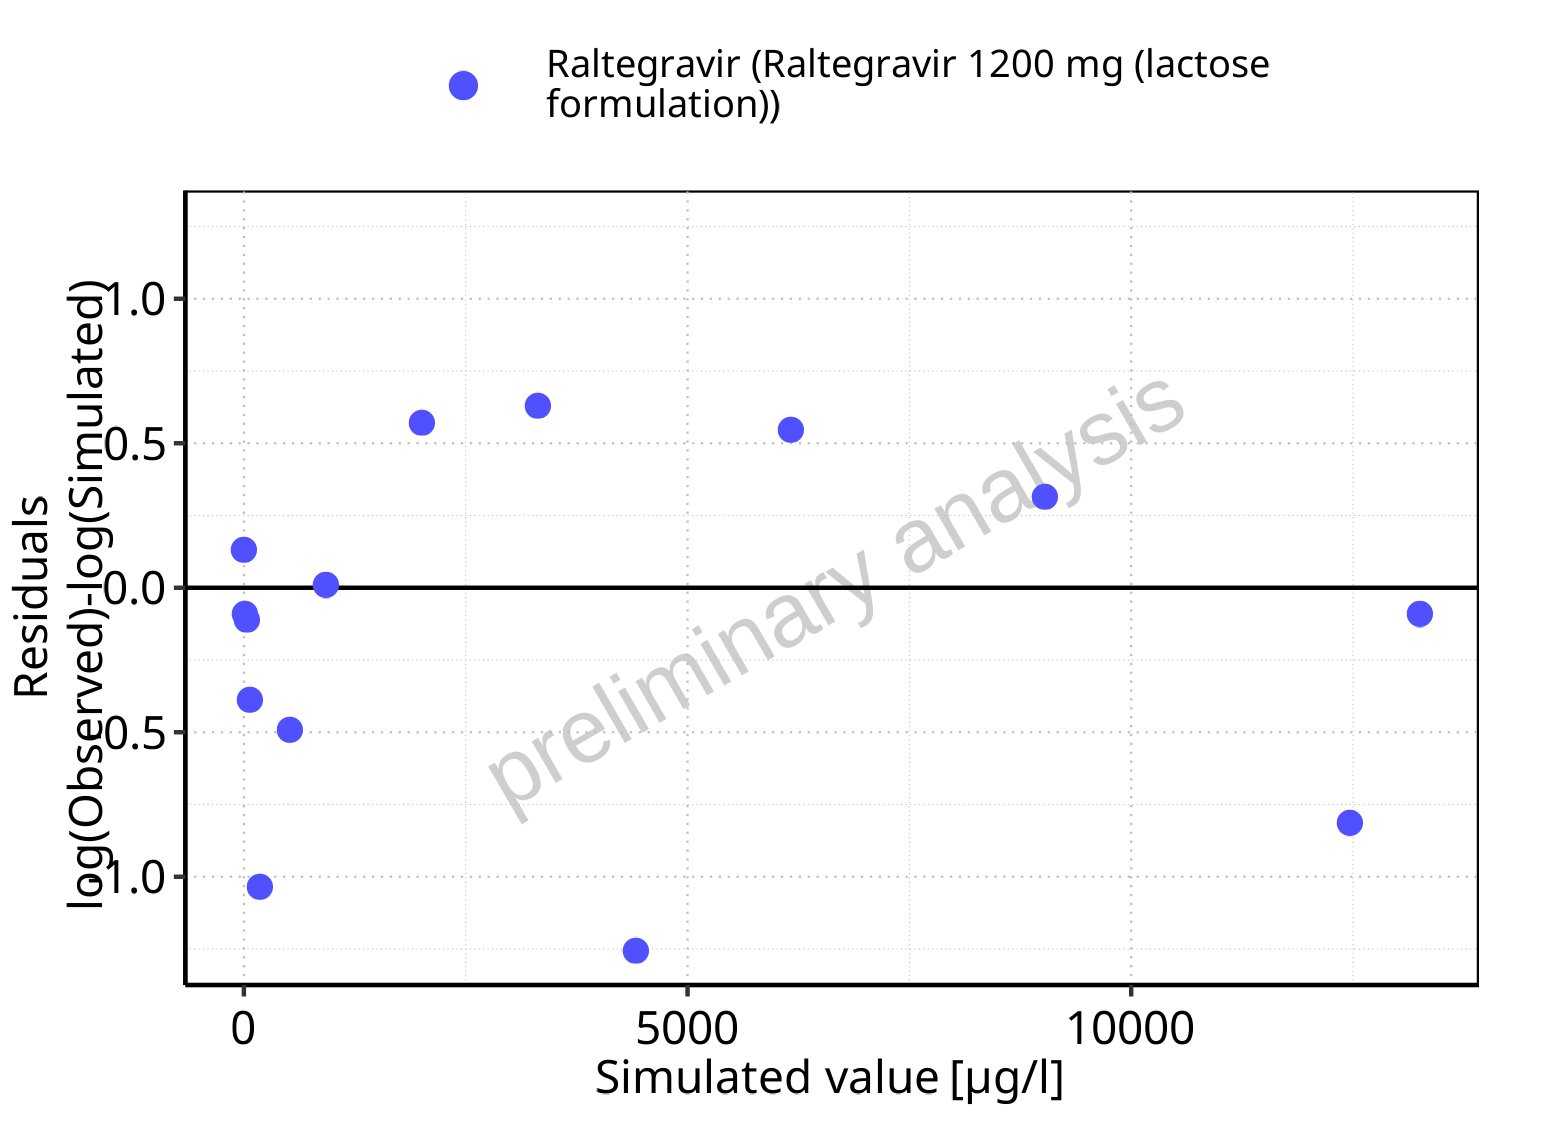 Raltegravir (Raltegravir 1200 mg (lactose
formulation))
Residuals
log(Observed)-log(Simulated)
1.0
0.5
0.0
-0.5
-1.0
preliminary analysis
0 5000 10000
Simulated value [µg/l]